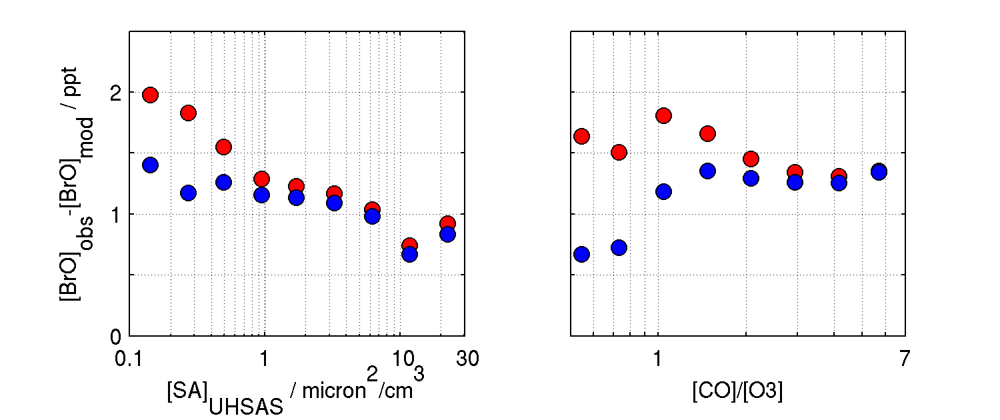 [BrO]obs-[BrO]mod / ppt
2
1
0
0.1 1 10 30
[SA]UHSAS / micron2/cm3
1 7
[CO]/[O3]